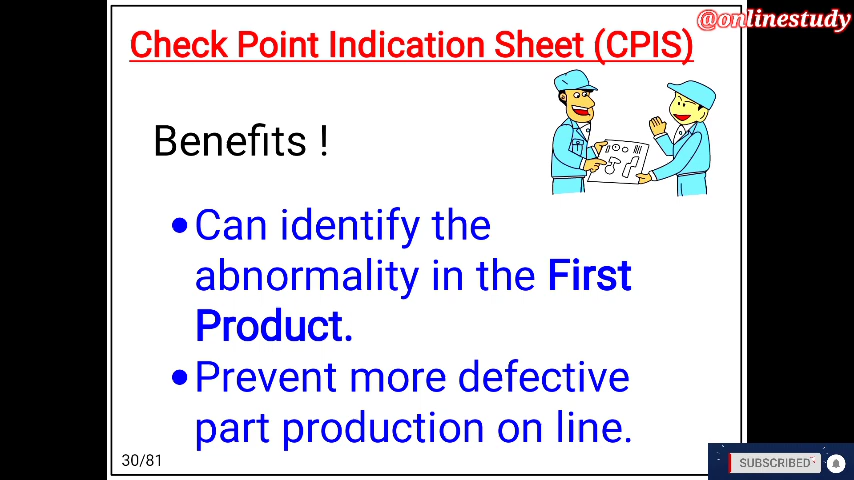 @onlinestudy
Check Point Indication Sheet (CPIS)
Benefits !
•Can identify the
abnormality in the First
Product.
•Prevent more defective
part production on line.
30/81
SUBSCRIBED